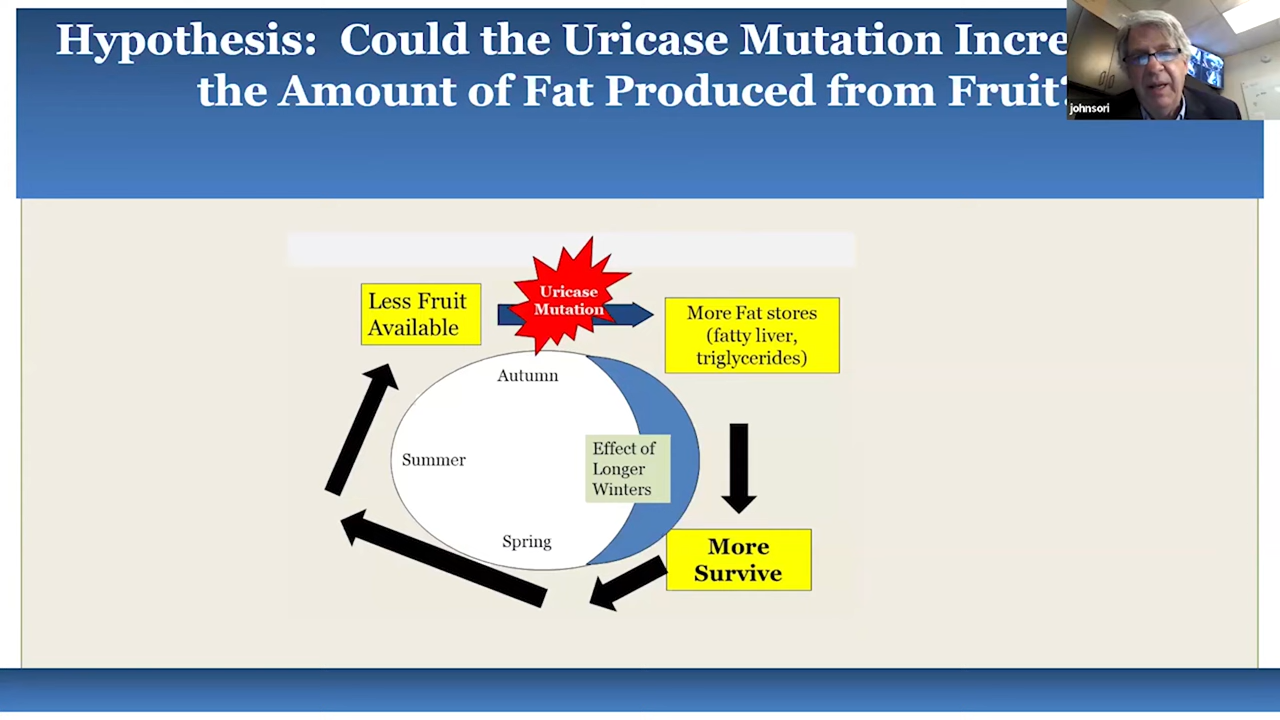 Hypothesis: Could the Uricase Mutation Incre
the Amount of Fat Produced from Fruit?
johnsori
Less Fruit
Available
Uricase
Mutation
More Fat stores
(fatty liver,
triglycerides)
Autumn
Summer
Effect of
Longer
Winters
Spring
More
Survive